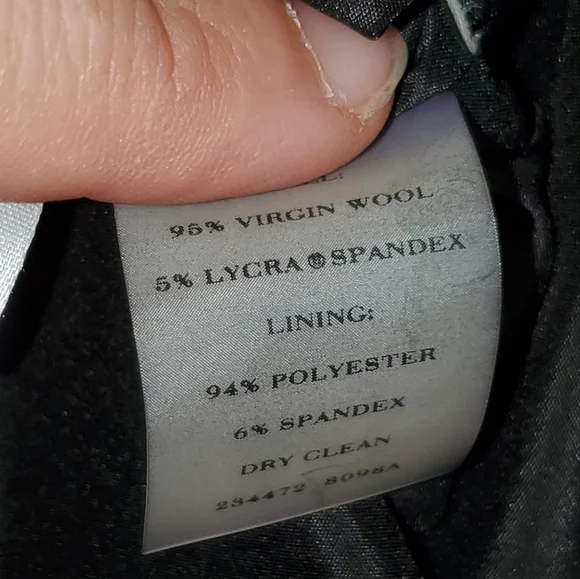 95% VIRGIN WOOL
5% LYCRA®SPANDEX
LINING:
94% POLYESTER
6% SPANDEX
DRY CLEAN
234472 8098A